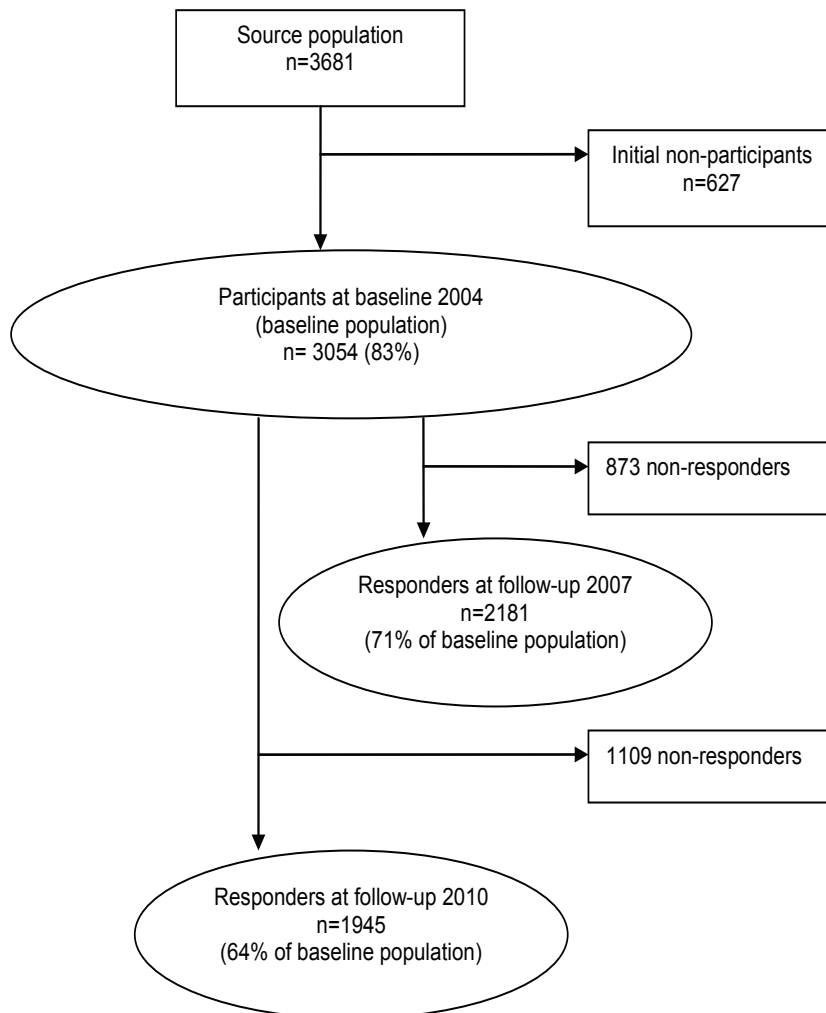 Source population
n=3681
Initial non-participants
n=627
Participants at baseline 2004
(baseline population)
n= 3054 (83%)
873 non-responders
Responders at follow-up 2007
n=2181
(71% of baseline population)
1109 non-responders
Responders at follow-up 2010
n=1945
(64% of baseline population)